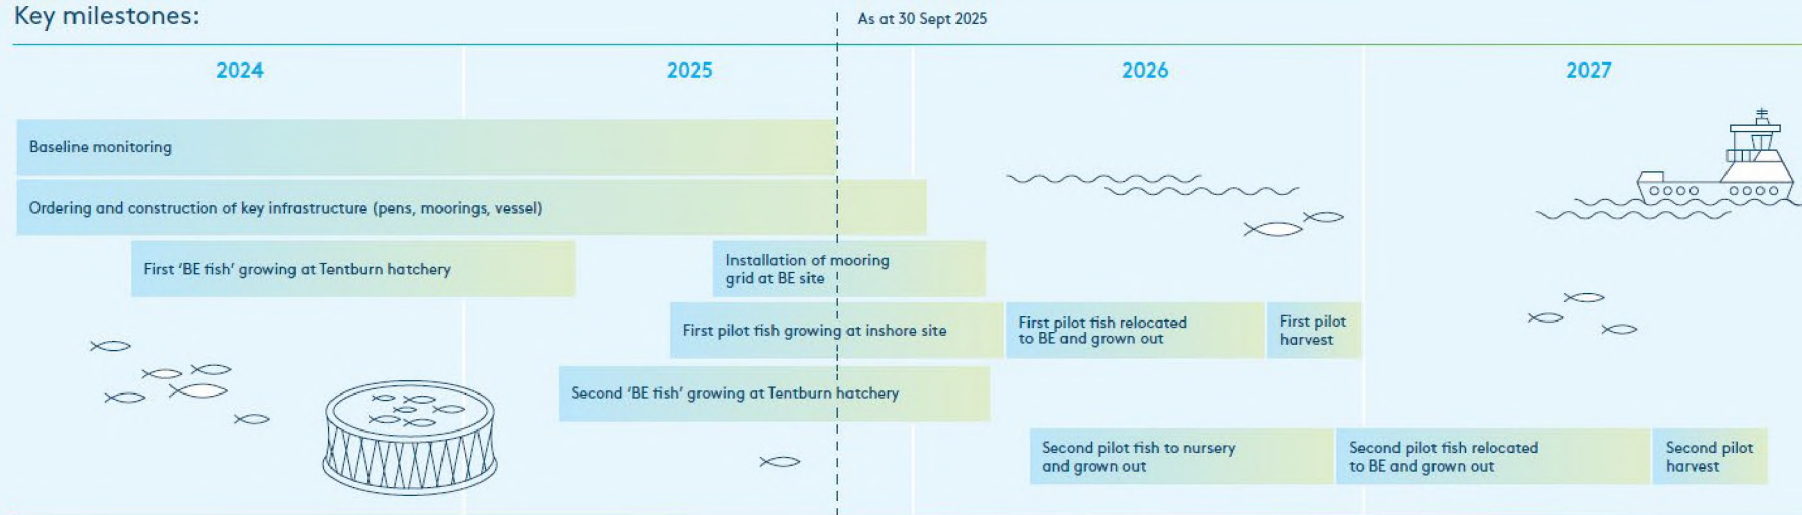 Key milestones:
As at 30 Sept 2025
2024
2025
2026
2027
Baseline monitoring
Ordering and construction of key infrastructure (pens, moorings, vessel)
First ‘BE fish’ growing at Tentburn hatchery
Installation of mooring
grid at BE site
First pilot fish growing at inshore site
First pilot fish relocated
to BE and grown out
First pilot
harvest
Second ‘BE fish’ growing at Tentburn hatchery
Second pilot fish to nursery
and grown out
Second pilot fish relocated
to BE and grown out
Second pilot
harvest